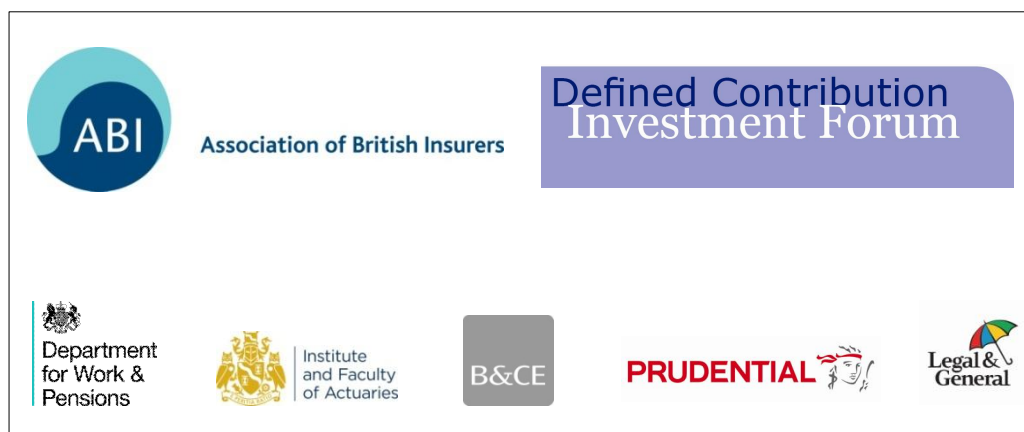 ABI
Association of British Insurers
Defined Contribution
Investment Forum
Department
for Work &
Pensions
Institute
and Faculty
of Actuaries
B&CE
PRUDENTIAL
Legal &
General